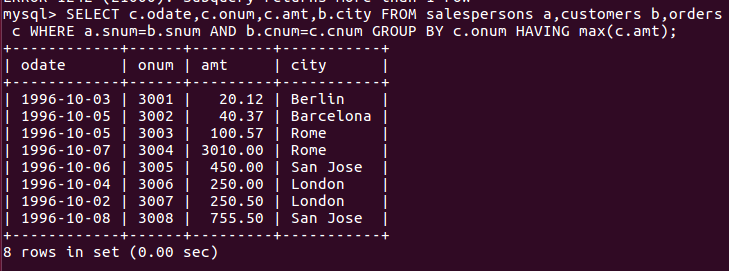 ERROR 1242 (21000): Subquery returns more than 1 row
mysql> SELECT c.odate,c.onum,c.amt,b.city FROM salespersons a,customers b,orders
 c WHERE a.snum=b.snum AND b.cnum=c.cnum GROUP BY c.onum HAVING max(c.amt);
+------------+------+---------+-----------+
| odate      | onum | amt     | city      |
+------------+------+---------+-----------+
| 1996-10-03 | 3001 |   20.12 | Berlin    |
| 1996-10-05 | 3002 |   40.37 | Barcelona |
| 1996-10-05 | 3003 |  100.57 | Rome      |
| 1996-10-07 | 3004 | 3010.00 | Rome      |
| 1996-10-06 | 3005 |  450.00 | San Jose  |
| 1996-10-04 | 3006 |  250.00 | London    |
| 1996-10-02 | 3007 |  250.50 | London    |
| 1996-10-08 | 3008 |  755.50 | San Jose  |
+------------+------+---------+-----------+
8 rows in set (0.00 sec)